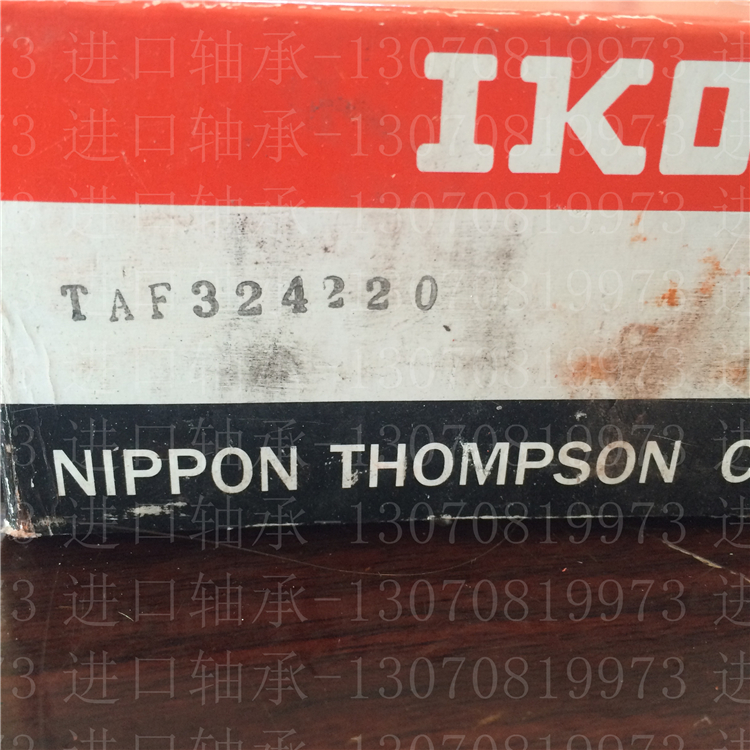 IKO
TAF324220
NIPPON THOMPSON C
进口轴承-13070819973